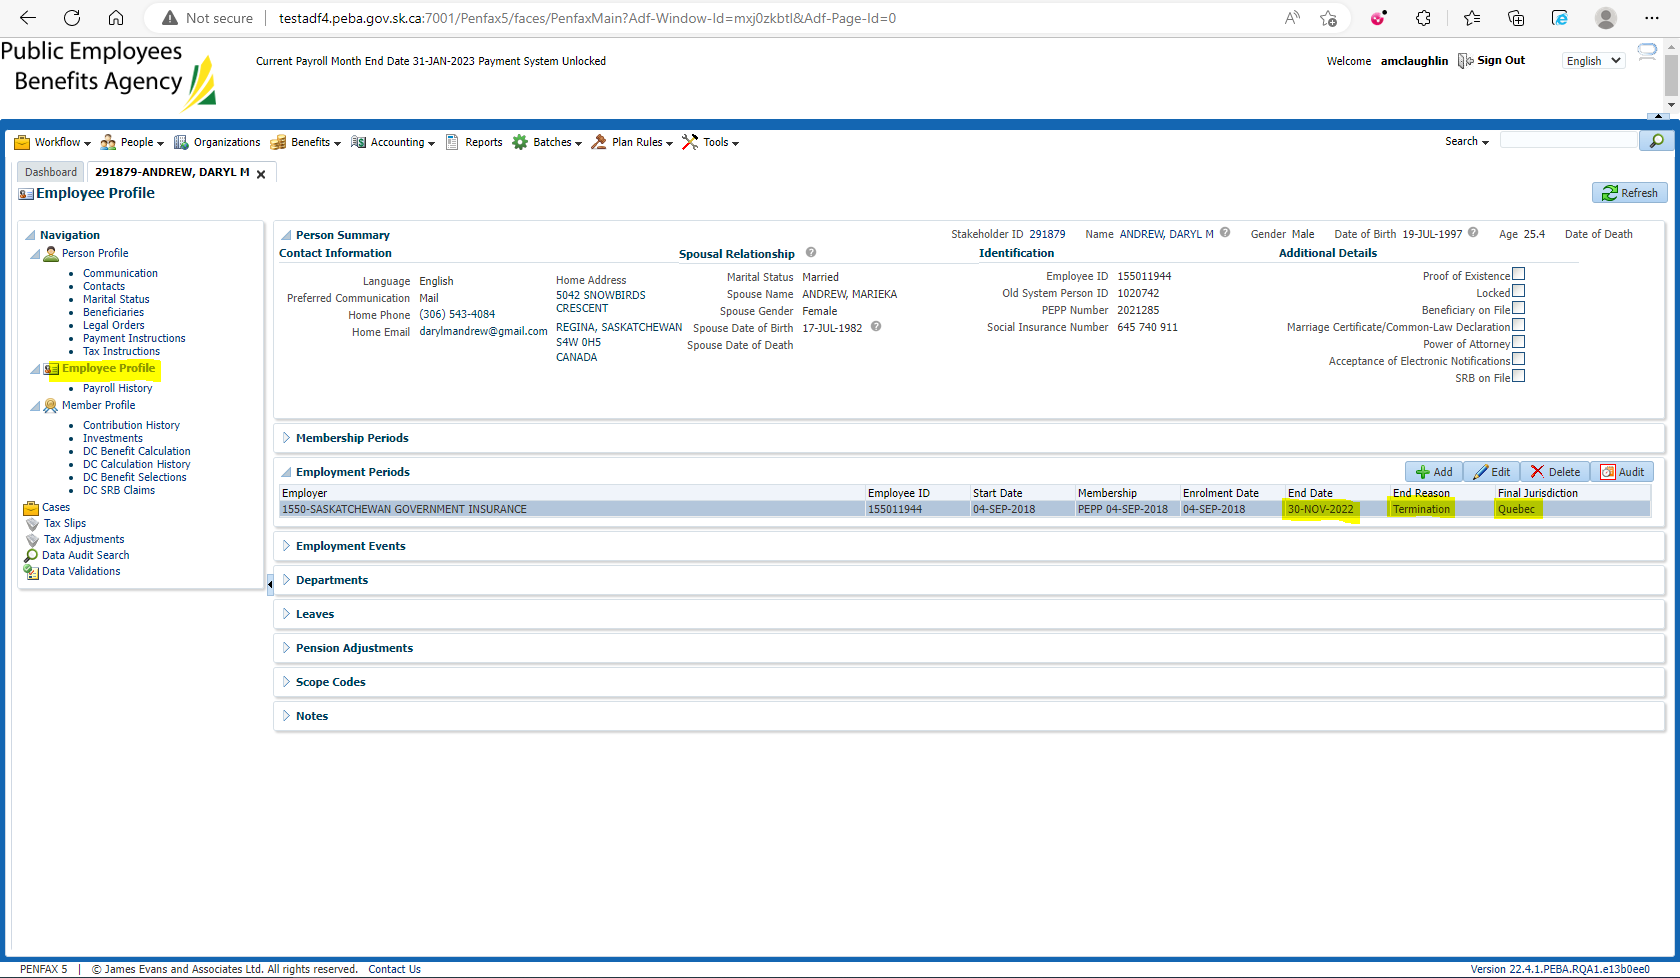 Not secure | testadf4.peba.gov.sk.ca:7001/Penfax5/faces/PenfaxMain?Adf-Window-Id=mxj0zkbtl&Adf-Page-Id=0
Public Employees
Benefits Agency
Current Payroll Month End Date 31-JAN-2023 Payment System Unlocked
Welcome amclaughlin Sign Out English
Workflow People Organizations Benefits Accounting Reports Batches Plan Rules Tools Search
Dashboard 291879-ANDREW, DARYL M
Employee Profile
Refresh
Navigation
Person Profile
Communication
Contacts
Marital Status
Beneficiaries
Legal Orders
Payment Instructions
Tax Instructions
Employee Profile
Payroll History
Member Profile
Contribution History
Investments
DC Benefit Calculation
DC Calculation History
DC Benefit Selections
DC SRB Claims
Cases
Tax Slips
Tax Adjustments
Data Audit Search
Data Validations
Person Summary
Stakeholder ID 291879 Name ANDREW, DARYL M Gender Male Date of Birth 19-JUL-1997 Age 25.4 Date of Death
Contact Information
Language English
Preferred Communication Mail
Home Phone (306) 543-4084
Home Email darylmandrew@gmail.com
Home Address
5042 SNOWBIRDS
CRESCENT
REGINA, SASKATCHEWAN
S4W 0H5
CANADA
Spousal Relationship
Marital Status Married
Spouse Name ANDREW, MARIEKA
Spouse Gender Female
Spouse Date of Birth 17-JUL-1982
Spouse Date of Death
Identification
Employee ID 155011944
Old System Person ID 1020742
PEPP Number 2021285
Social Insurance Number 645 740 911
Additional Details
Proof of Existence
Locked
Beneficiary on File
Marriage Certificate/Common-Law Declaration
Power of Attorney
Acceptance of Electronic Notifications
SRB on File
Membership Periods
Employment Periods
Add Edit Delete Audit
Employer Employee ID Start Date Membership Enrolment Date End Date End Reason Final Jurisdiction
1550-SASKATCHEWAN GOVERNMENT INSURANCE 155011944 04-SEP-2018 PEPP 04-SEP-2018 04-SEP-2018 30-NOV-2022 Termination Quebec
Employment Events
Departments
Leaves
Pension Adjustments
Scope Codes
Notes
PENFAX 5 | © James Evans and Associates Ltd. All rights reserved. Contact Us
Version 22.4.1.PEBA.RQA1.e13b0ee0